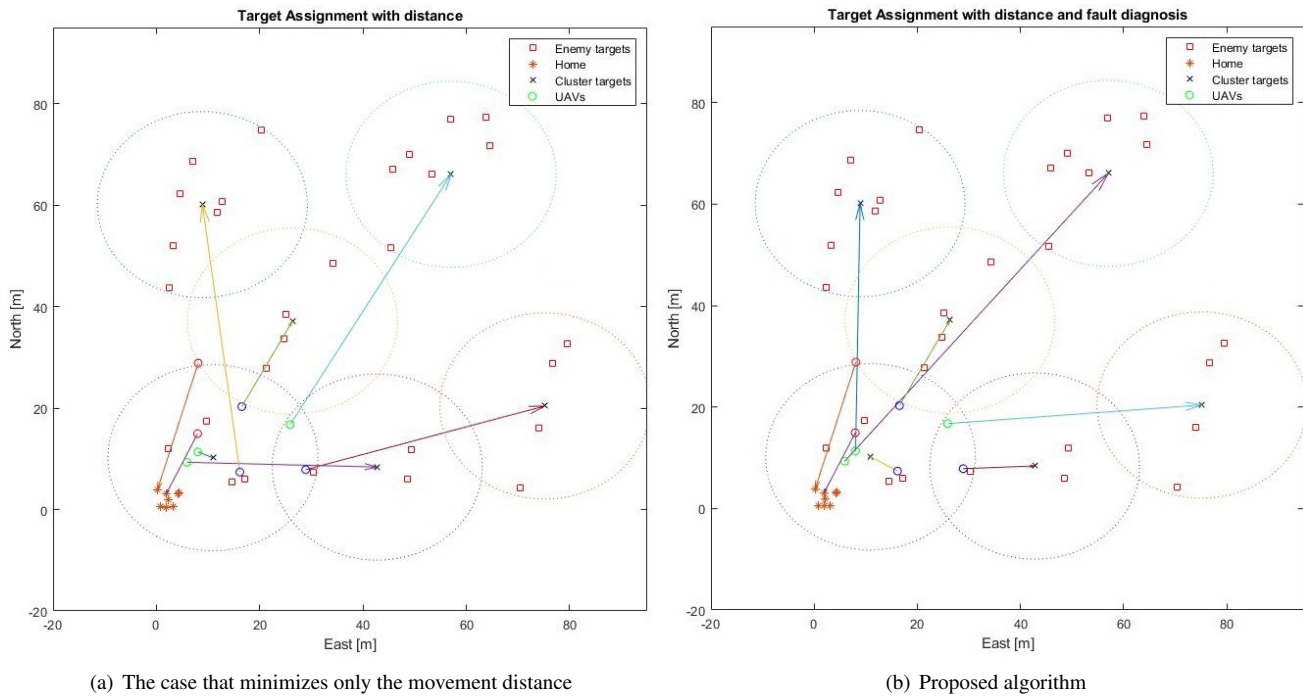 Target Assignment with distance
Enemy targets
Home
Cluster targets
UAVs
80
60
40
20
0
-20
North [m]
-20
0
20
40
60
80
East [m]
(a) The case that minimizes only the movement distance
Target Assignment with distance and fault diagnosis
Enemy targets
Home
Cluster targets
UAVs
80
60
40
20
0
-20
North [m]
-20
0
20
40
60
80
East [m]
(b) Proposed algorithm